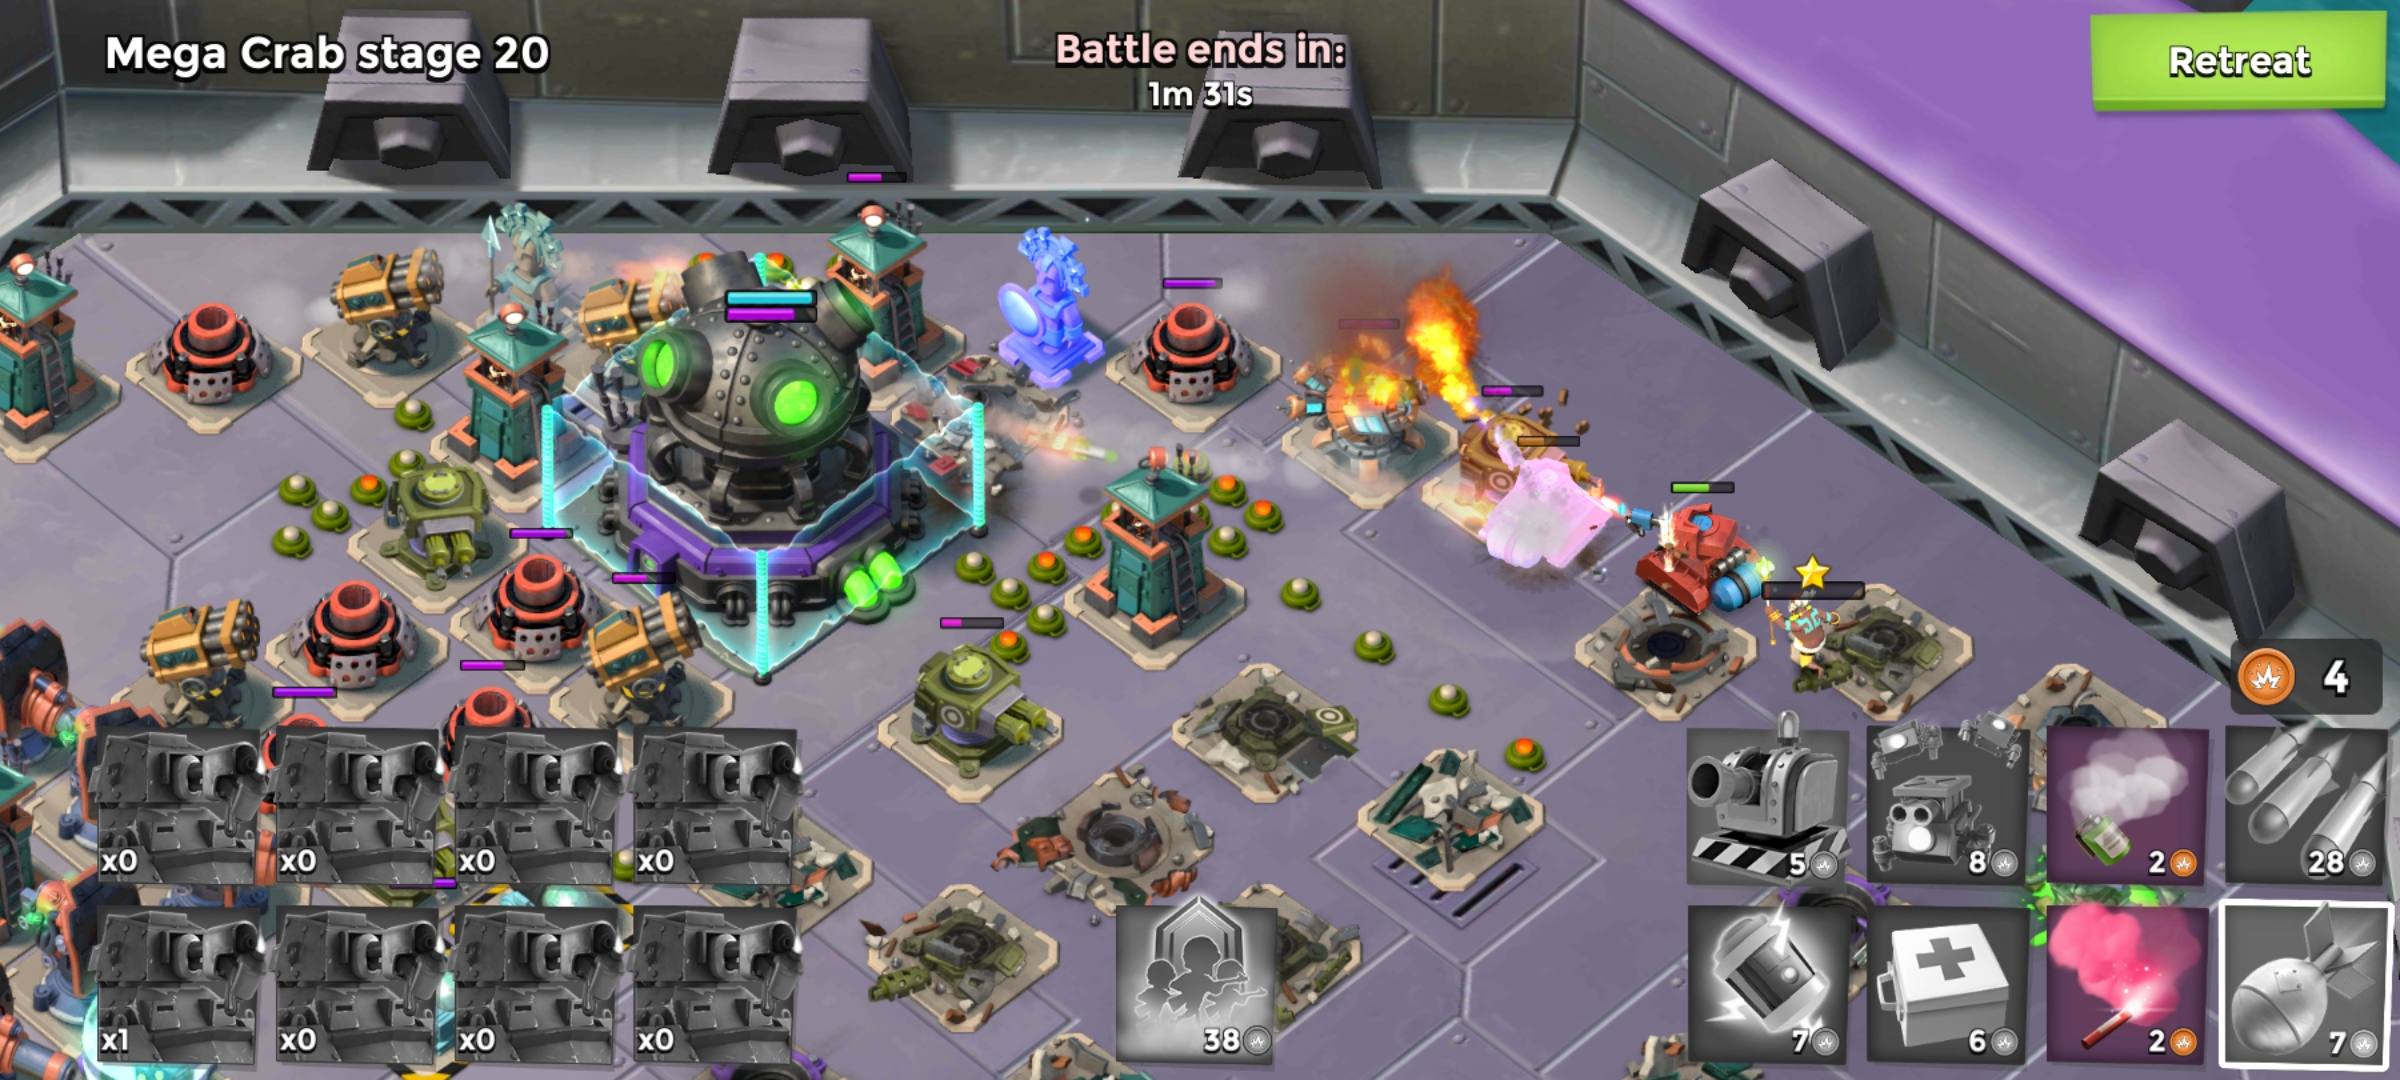 Mega Crab stage 20
Battle ends in:
1m 31s
Retreat
4
5
8
2
28
x0
x0
x0
x0
x1
x0
x0
x0
38
7
6
2
7